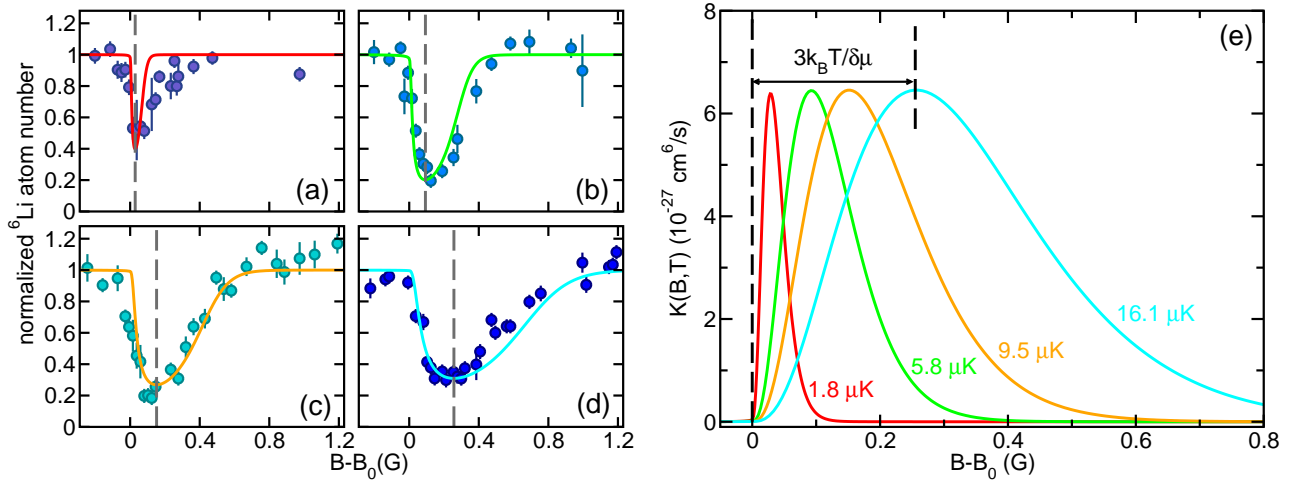 normalized ⁶Li atom number
1.2
1
0.8
0.6
0.4
0.2
0
(a)
(b)
1.2
1
0.8
0.6
0.4
0.2
0
(c)
(d)
0 0.4 0.8 1.2
0 0.4 0.8 1.2
B-B₀(G)
K(B,T) (10⁻²⁷ cm⁶/s)
8
6
4
2
0
(e)
3k_BT/δμ
16.1 μK
9.5 μK
5.8 μK
1.8 μK
0 0.2 0.4 0.6 0.8
B-B₀ (G)